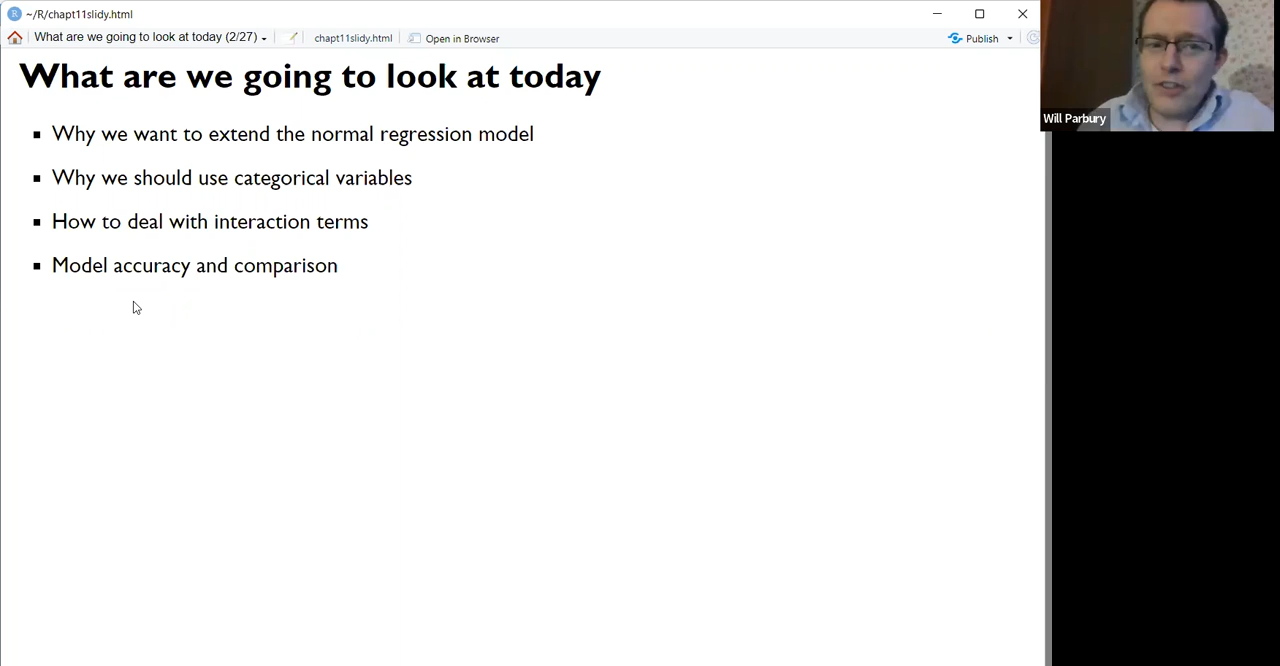 ~/R/chapt11slidy.html
What are we going to look at today (2/27)
chapt11slidy.html
Open in Browser
Publish
What are we going to look at today
Why we want to extend the normal regression model
Why we should use categorical variables
How to deal with interaction terms
Model accuracy and comparison
Will Parbury